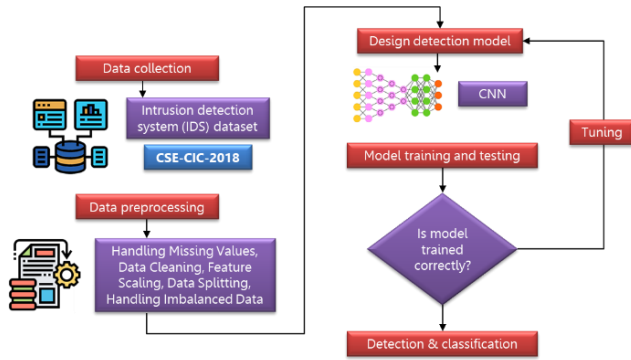 Data collection
Intrusion detection
system (IDS) dataset
CSE-CIC-2018
Data preprocessing
Handling Missing Values,
Data Cleaning, Feature
Scaling, Data Splitting,
Handling Imbalanced Data
Design detection model
CNN
Tuning
Model training and testing
Is model
trained
correctly?
Detection & classification